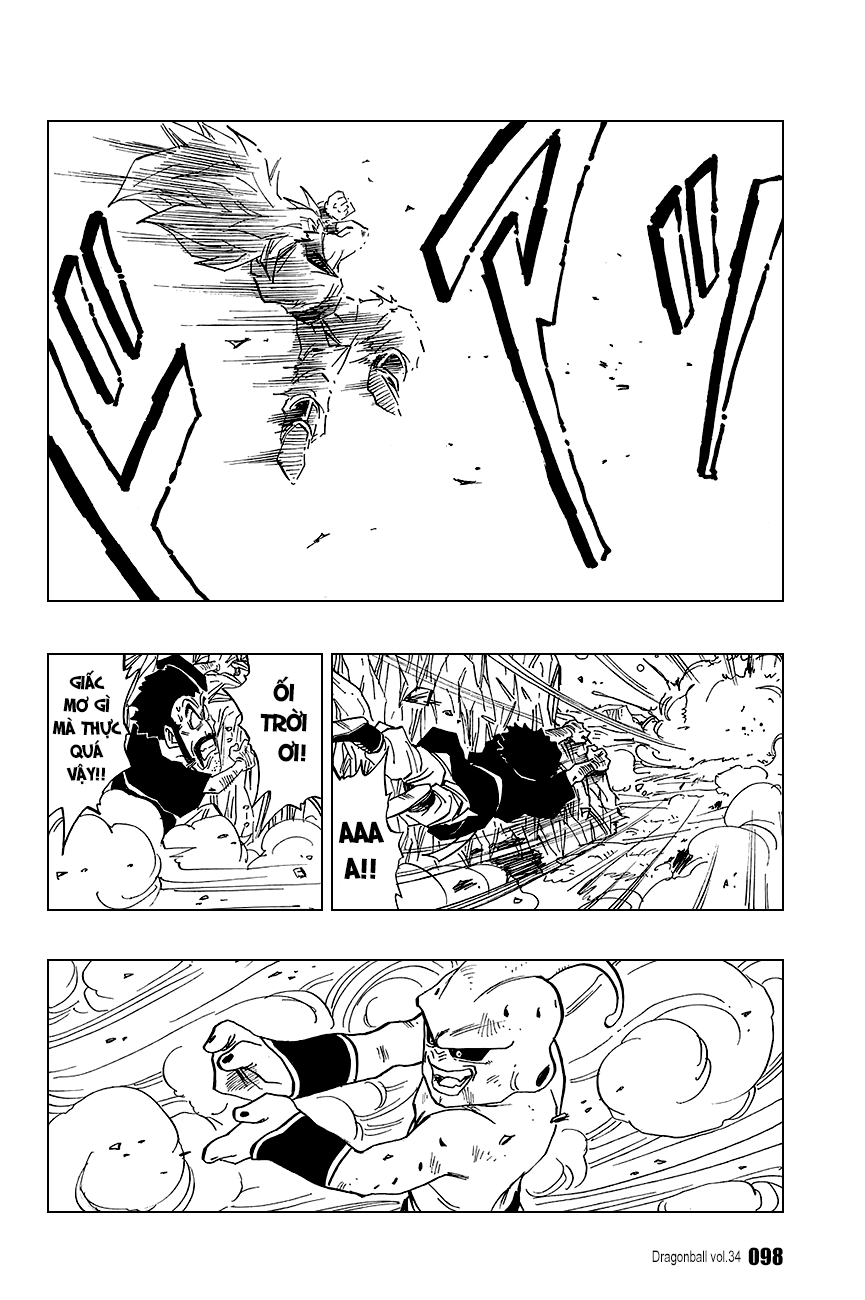 AAA
A!!
ỐI
TRỜI
ƠI!
GIẤC
MƠ GÌ
MÀ THỰC
QUÁ
VẬY!!
Dragonball vol.34 098